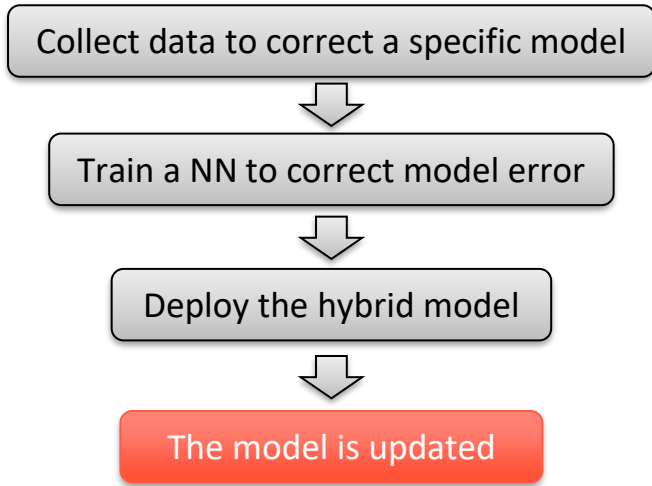 Collect data to correct a specific model
Train a NN to correct model error
Deploy the hybrid model
The model is updated